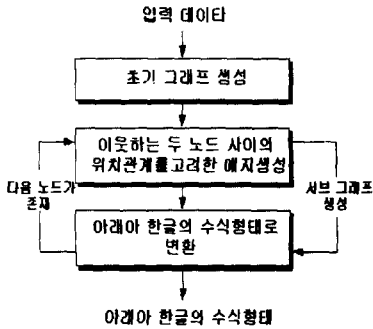 입력 데이타
초기 그래프 생성
이웃하는 두 노드 사이의
위치관계를고려한 에지생성
다음 노드가
존재
서브 그래프
생성
아래아 한글의 수식형태로
변환
아래아 한글의 수식형태